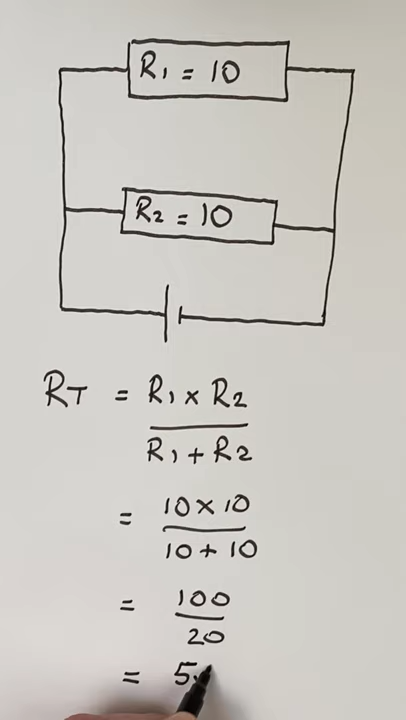 R1 = 10
R2 = 10
RT = R1 × R2
R1 + R2
= 10 × 10
10 + 10
= 100
20
= 5